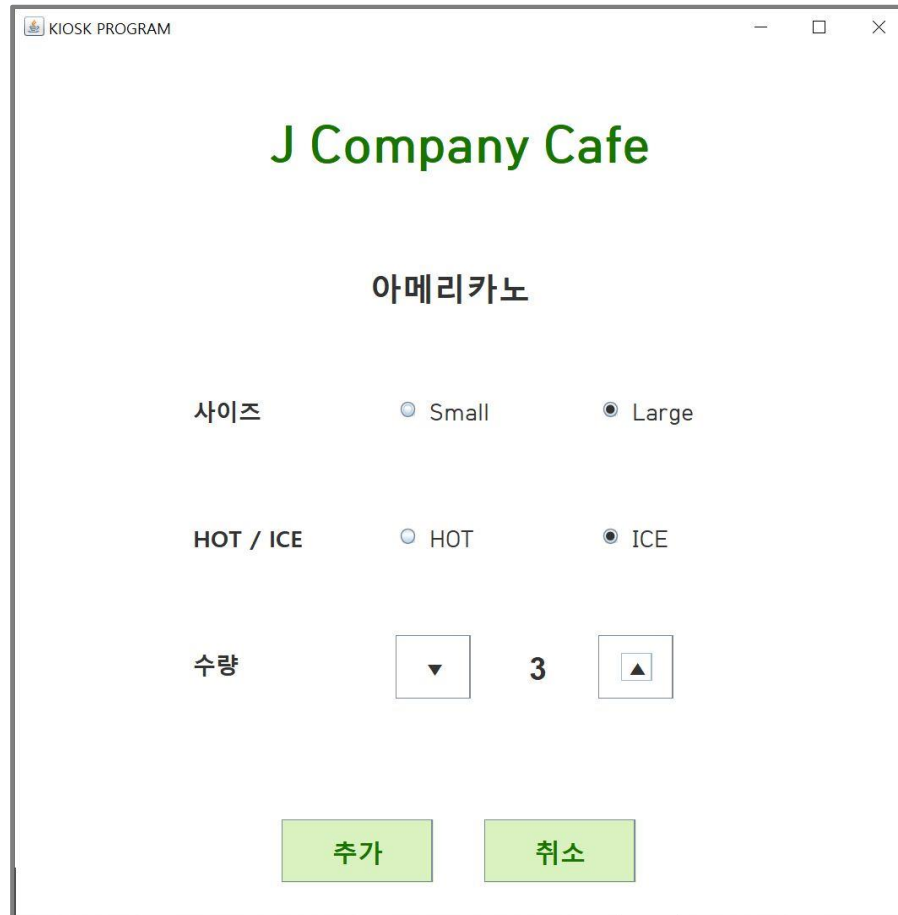 KIOSK PROGRAM
J Company Cafe
아메리카노
사이즈 Small Large
HOT / ICE HOT ICE
수량 ▼ 3 ▲
추가 취소